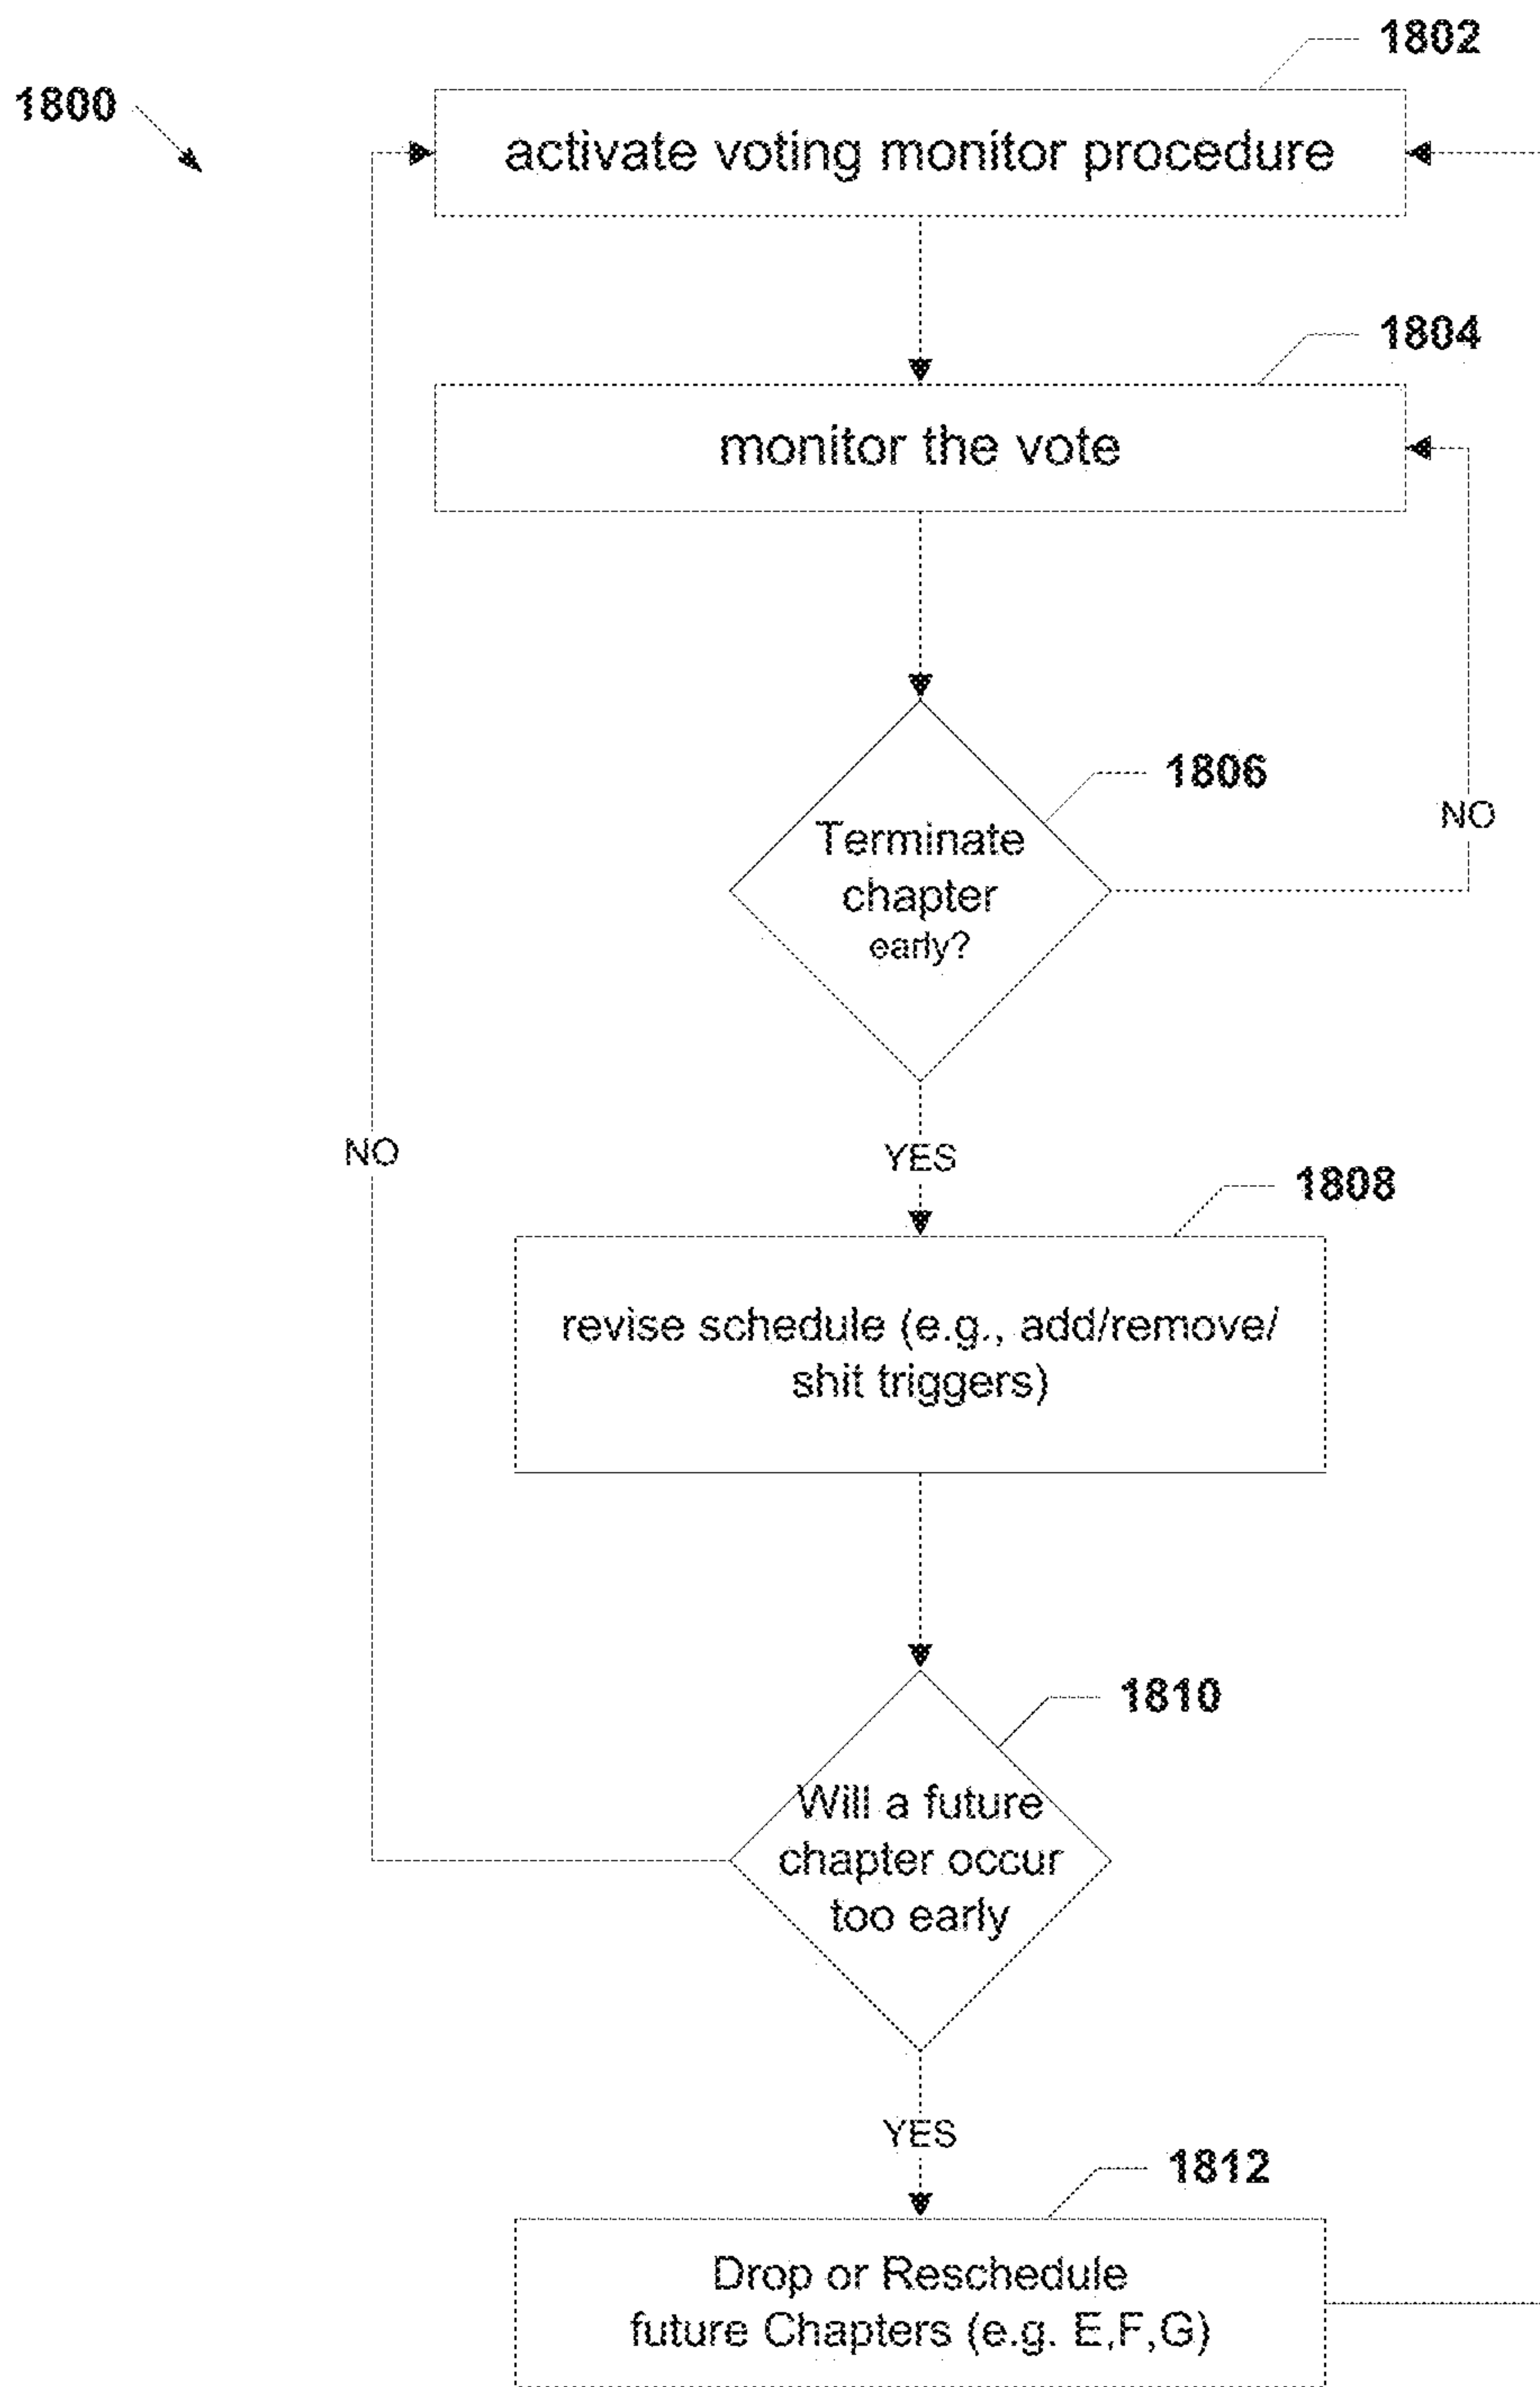 1802
1800
activate voting monitor procedure
1804
monitor the vote
1806
Terminate
chapter
early?
NO
NO
YES
1808
revise schedule (e.g., add/remove/
shit triggers)
1810
Will a future
chapter occur
too early
YES
1812
Drop or Reschedule
future Chapters (e.g. E,F,G)